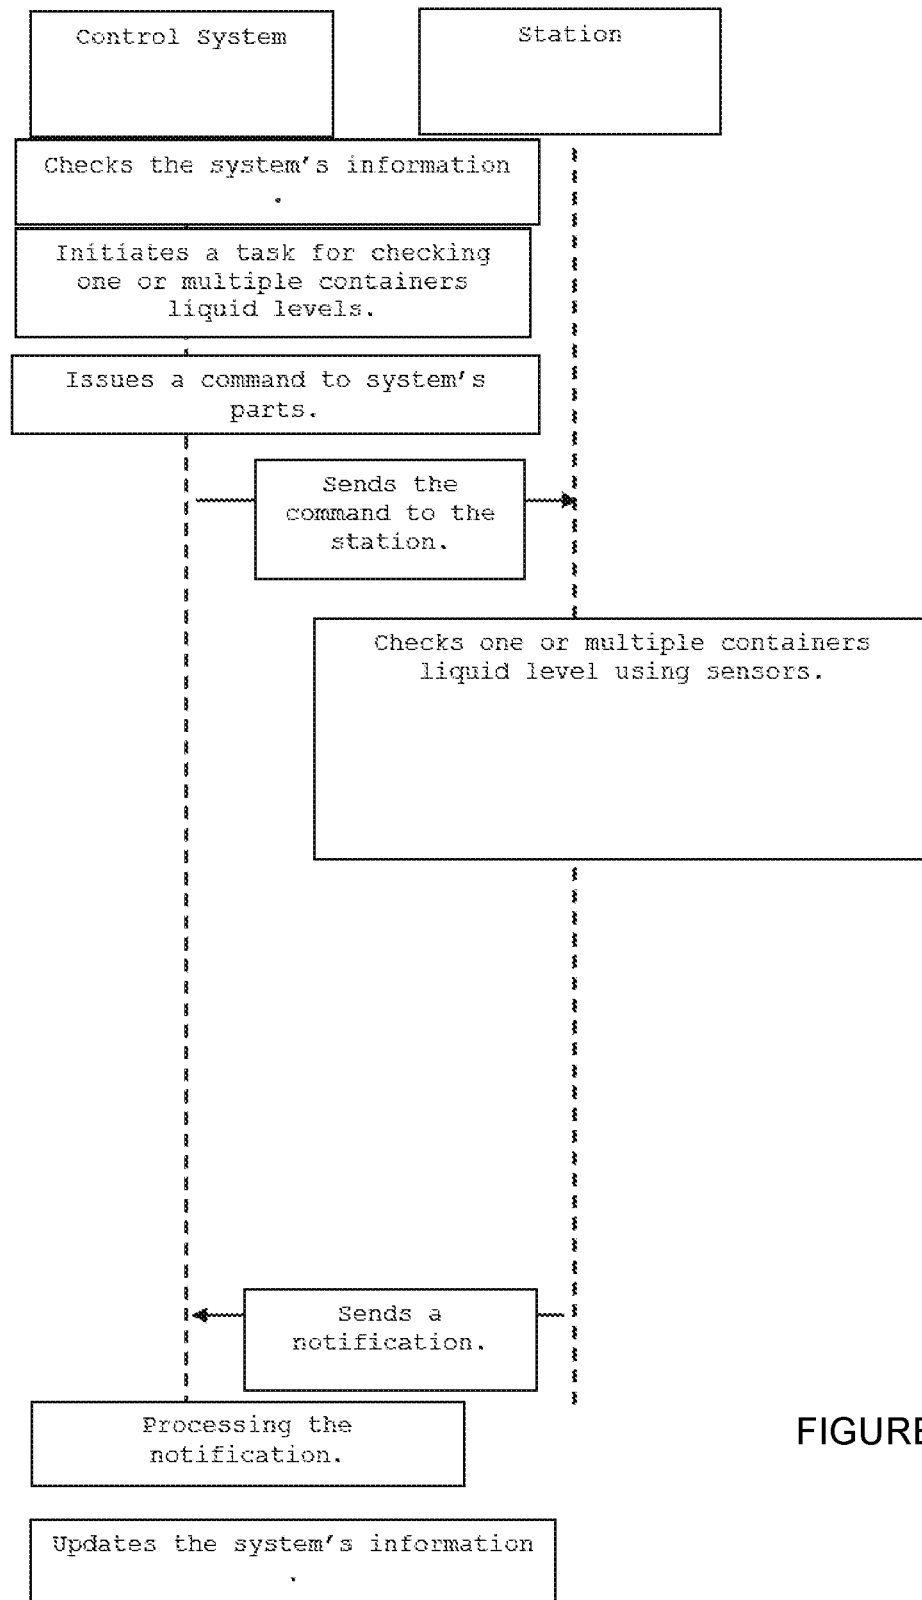 Control System
Station
Checks the system's information
.
Initiates a task for checking
one or multiple containers
liquid levels.
Issues a command to system's
parts.
Sends the
command to the
station.
Checks one or multiple containers
liquid level using sensors.
Sends a
notification.
Processing the
notification.
FIGURE
Updates the system's information
.